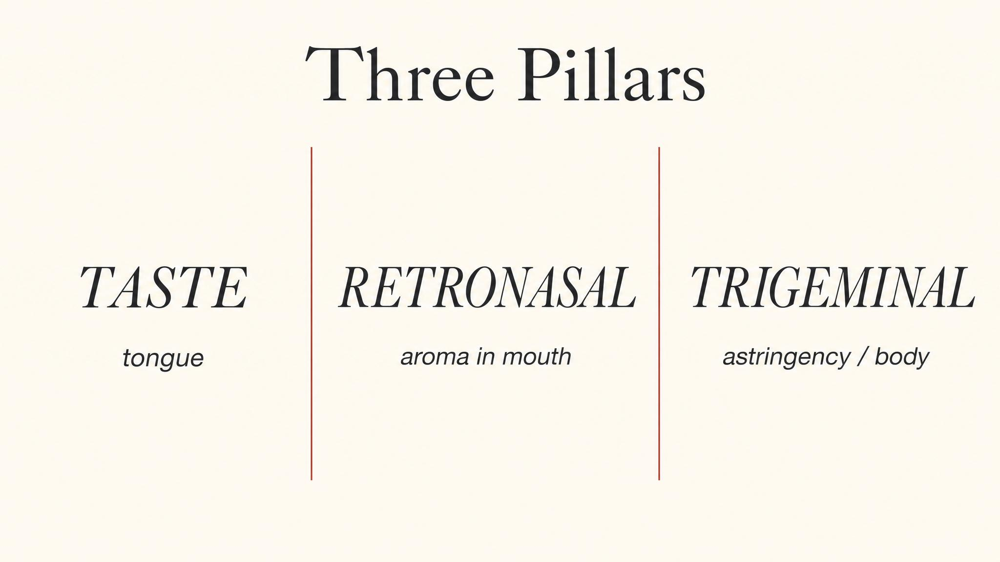 Three Pillars
TASTE
tongue
RETRONASAL
aroma in mouth
TRIGEMINAL
astringency / body